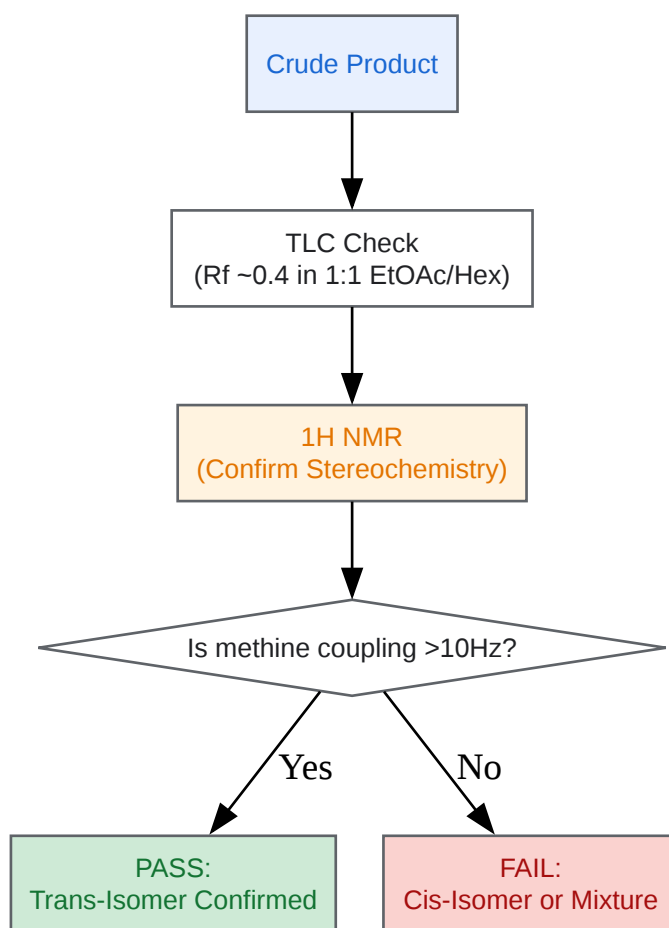 Crude Product
TLC Check
(Rf ~0.4 in 1:1 EtOAc/Hex)
1H NMR
(Confirm Stereochemistry)
Is methine coupling >10Hz?
Yes
No
PASS:
Trans-Isomer Confirmed
FAIL:
Cis-Isomer or Mixture